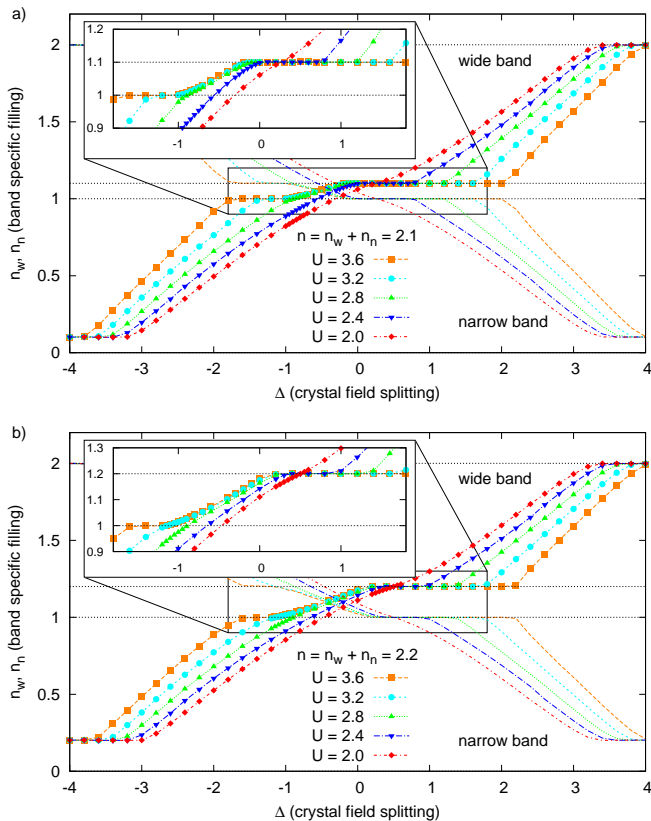 a)
2
1.5
1
0.5
0
n_w, n_n (band specific filling)
1.1
1
0.9
-1
0
1
wide band
n = n_w + n_n = 2.1
U = 3.6
U = 3.2
U = 2.8
U = 2.4
U = 2.0
narrow band
-4 -3 -2 -1 0 1 2 3 4
Δ (crystal field splitting)
b)
2
1.5
1
0.5
0
n_w, n_n (band specific filling)
1.3
1.2
1.1
1
0.9
-1
0
1
wide band
n = n_w + n_n = 2.2
U = 3.6
U = 3.2
U = 2.8
U = 2.4
U = 2.0
narrow band
-4 -3 -2 -1 0 1 2 3 4
Δ (crystal field splitting)